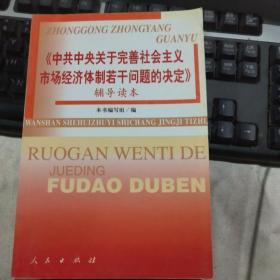 ZHONGGONG ZHONGYANG
GUANYU
《中共中央关于完善社会主义
市场经济体制若干问题的决定》
辅导读本
本书编写组/编
WANSHAN SHEHUIZHUYI SHICHANG JINGJI TIZHI
RUOGAN WENTI DE
JUEDING
FUDAO DUBEN
人民出版社